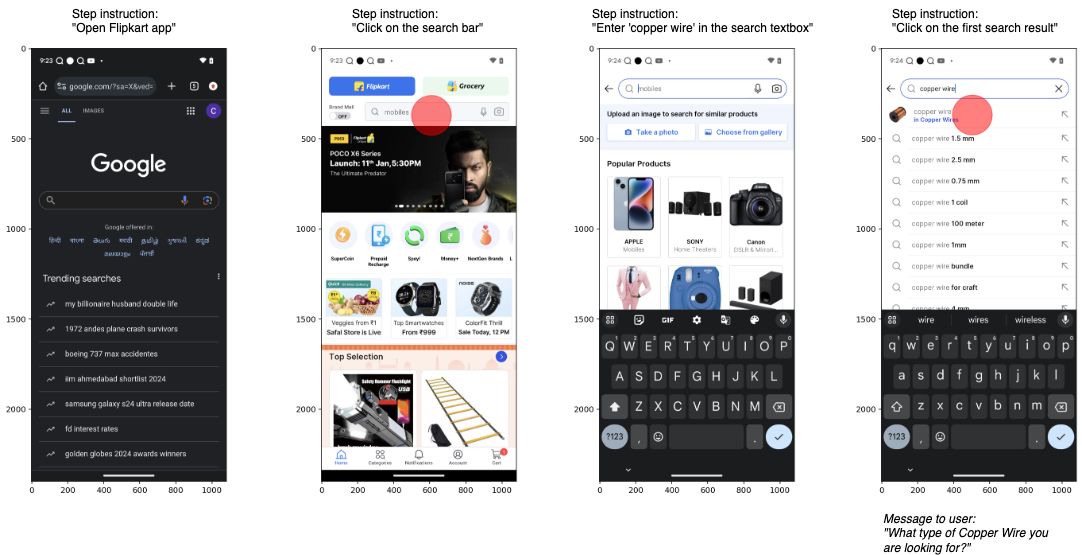 Step instruction:
"Open Flipkart app"
0
500
1000
1500
2000
0 200 400 600 800 1000
9:23
google.com/?sa=X&ved=
5
ALL IMAGES
C
Google
Google offered in:
हिन्दी বাংলা తెలుగు मराठी தமிழ் ગુજરાતી ಕನ್ನಡ
മലയാളം ਪੰਜਾਬੀ
Trending searches
my billionaire husband double life
1972 andes plane crash survivors
boeing 737 max accidentes
iim ahmedabad shortlist 2024
samsung galaxy s24 ultra release date
fd interest rates
golden globes 2024 awards winners
Step instruction:
"Click on the search bar"
0
500
1000
1500
2000
0 200 400 600 800 1000
9:23
Flipkart
Grocery
Brand Mall
OFF
mobiles
POCO
Flipkart
POCO X6 Series
Launch: 11th Jan, 5:30PM
The Ultimate Predator
SuperCoin
Prepaid
Recharge
Spoyl
Money+
NextGen Brands
L
Quick
noise
Veggies from ₹1
Safal Store is Live
Top Smartwatches
From ₹999
ColorFit Thrill
Sale Today, 12 PM
Top Selection
Safety Hammer Flashlight
USB
Home
Categories
Notifications
Account
Cart
Step instruction:
"Enter 'copper wire' in the search textbox"
0
500
1000
1500
2000
0 200 400 600 800 1000
9:24
mobiles
Upload an image to search for similar products
Take a photo
Choose from gallery
Popular Products
APPLE
Mobiles
SONY
Home Theaters
Canon
DSLR & Mirrorl...
GIF
Q W E R T Y U I O P
A S D F G H J K L
Z X C V B N M
?123 , .
Step instruction:
"Click on the first search result"
0
500
1000
1500
2000
0 200 400 600 800 1000
9:24
copper wire
copper wire
in Copper Wires
copper wire 1.5 mm
copper wire 2.5 mm
copper wire 0.75 mm
copper wire 1 coil
copper wire 100 meter
copper wire 1mm
copper wire bundle
copper wire for craft
copper wire 4 mm
wire wires wireless
q w e r t y u i o p
a s d f g h j k l
z x c v b n m
?123 , .
Message to user:
"What type of Copper Wire you
are looking for?"